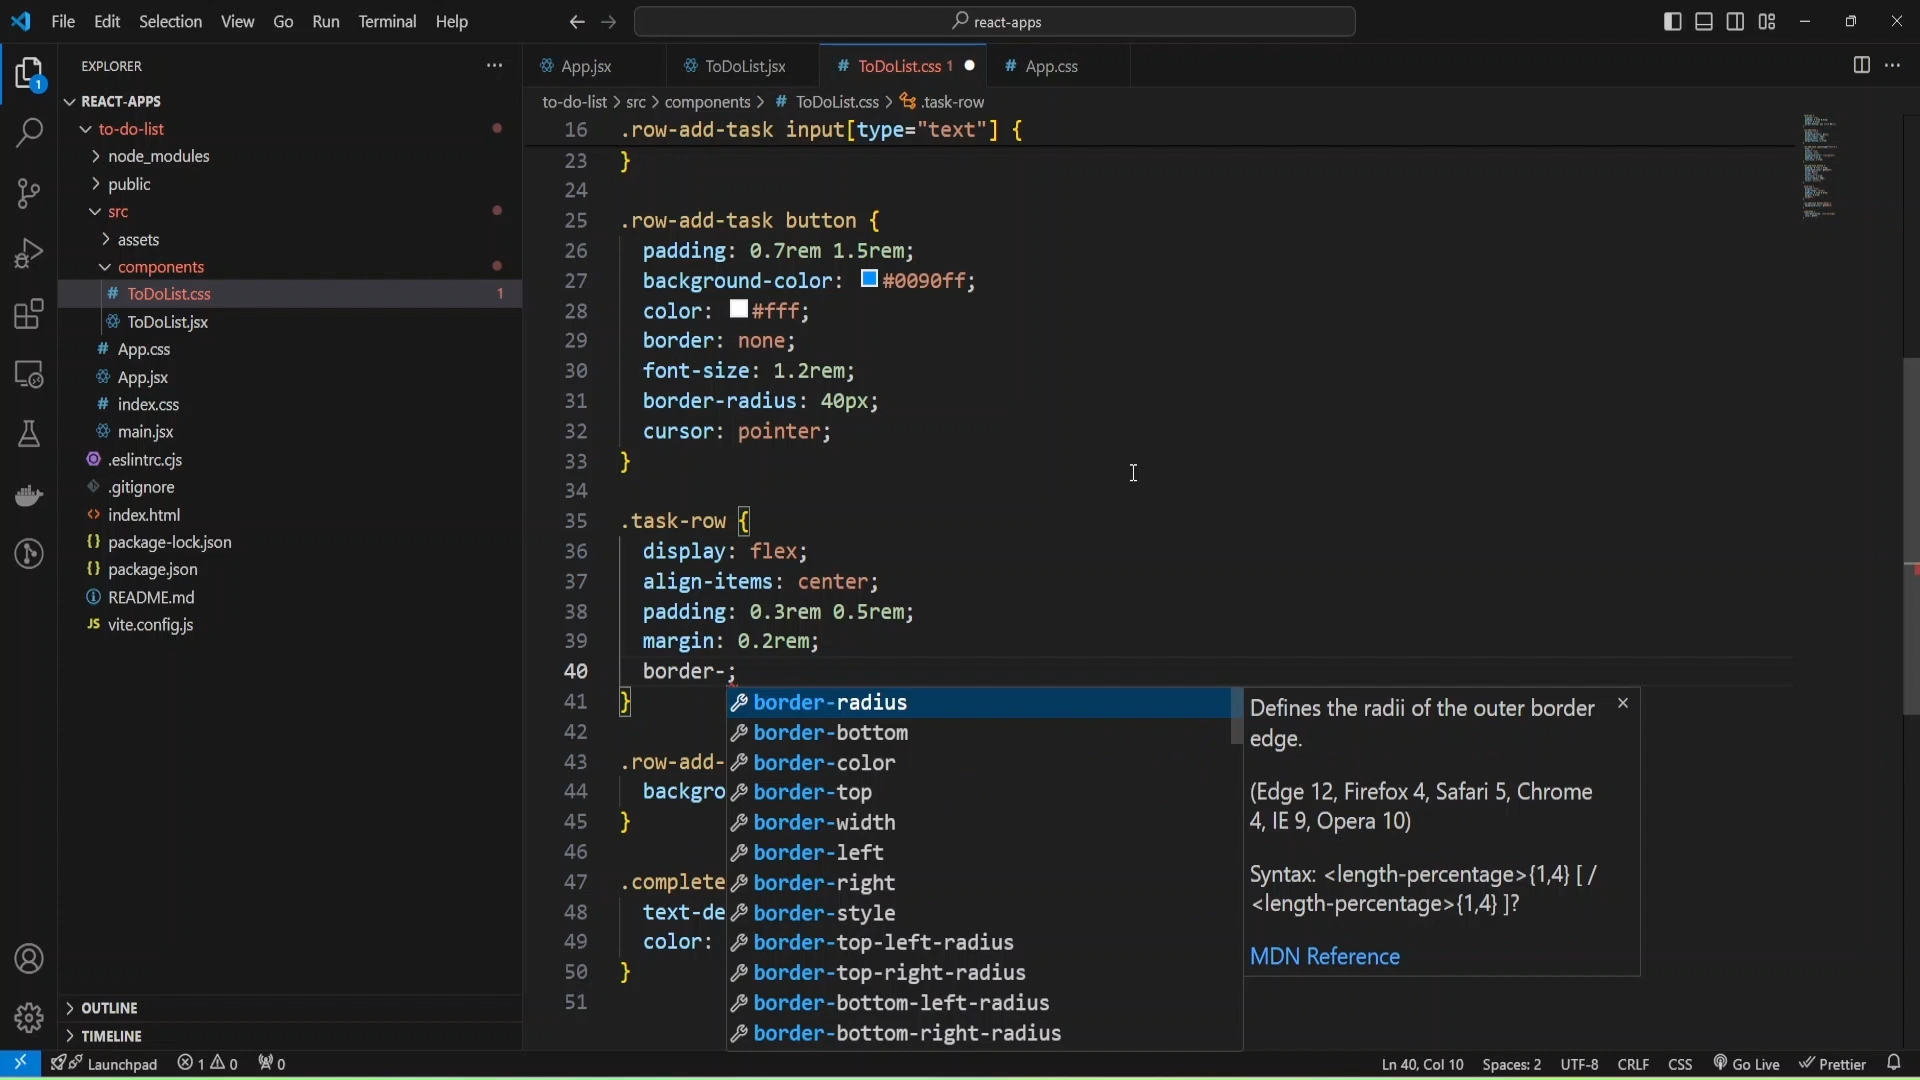 File Edit Selection View Go Run Terminal Help
react-apps
EXPLORER
REACT-APPS
to-do-list
node_modules
public
src
assets
components
# ToDoList.css 1
ToDoList.jsx
# App.css
App.jsx
# index.css
main.jsx
.eslintrc.cjs
.gitignore
<> index.html
{} package-lock.json
{} package.json
README.md
JS vite.config.js
OUTLINE
TIMELINE
1
App.jsx ToDoList.jsx # ToDoList.css 1 # App.css
to-do-list > src > components > # ToDoList.css > .task-row
16 .row-add-task input[type="text"] {
23 }
24
25 .row-add-task button {
26 padding: 0.7rem 1.5rem;
27 background-color: #0090ff;
28 color: #fff;
29 border: none;
30 font-size: 1.2rem;
31 border-radius: 40px;
32 cursor: pointer;
33 }
34
35 .task-row {
36 display: flex;
37 align-items: center;
38 padding: 0.3rem 0.5rem;
39 margin: 0.2rem;
40 border-;
41 }
42
43 .row-add-
44 backgro
45 }
46
47 .complete
48 text-de
49 color:
50 }
51
border-radius
border-bottom
border-color
border-top
border-width
border-left
border-right
border-style
border-top-left-radius
border-top-right-radius
border-bottom-left-radius
border-bottom-right-radius
Defines the radii of the outer border
edge.
(Edge 12, Firefox 4, Safari 5, Chrome
4, IE 9, Opera 10)
Syntax: <length-percentage>{1,4} [ /
<length-percentage>{1,4} ]?
MDN Reference
Launchpad 1 0 0 Ln 40, Col 10 Spaces: 2 UTF-8 CRLF CSS Go Live Prettier